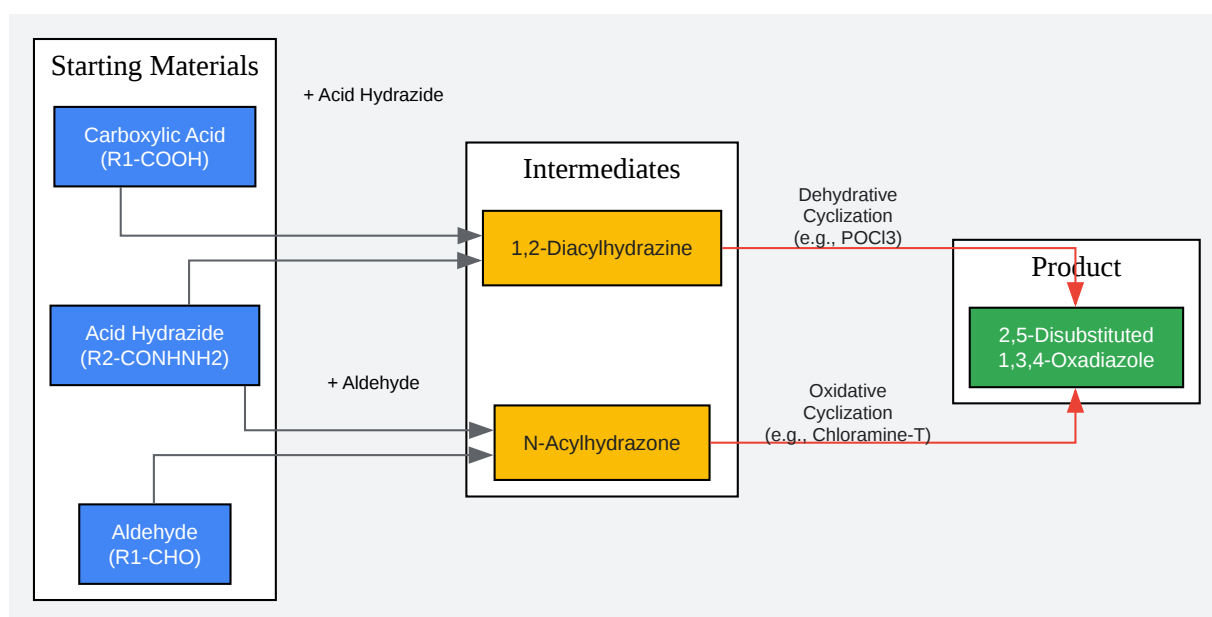 Starting Materials
Carboxylic Acid
(R1-COOH)
Acid Hydrazide
(R2-CONHNH2)
Aldehyde
(R1-CHO)
+ Acid Hydrazide
+ Aldehyde
Intermediates
1,2-Diacylhydrazine
N-Acylhydrazone
Dehydrative
Cyclization
(e.g., POCl3)
Oxidative
Cyclization
(e.g., Chloramine-T)
Product
2,5-Disubstituted
1,3,4-Oxadiazole